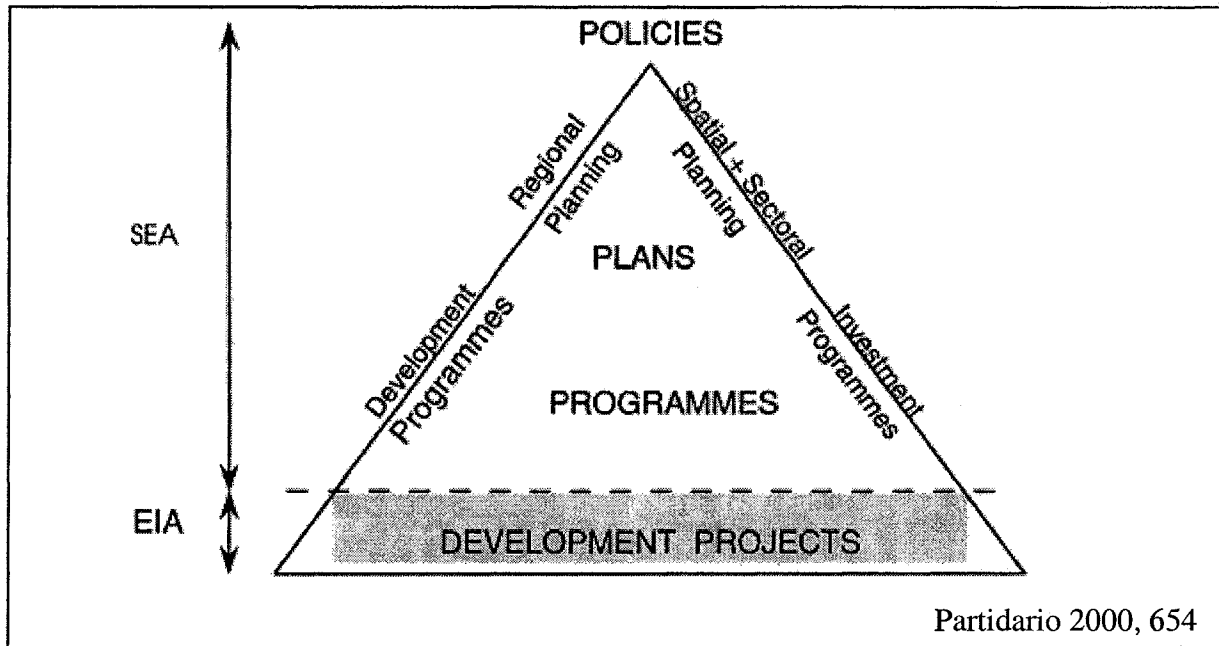 POLICIES
Regional
Planning
Spatial + Sectoral
Planning
SEA
PLANS
Development
Programmes
Investment
Programmes
PROGRAMMES
EIA
DEVELOPMENT PROJECTS
Partidario 2000, 654